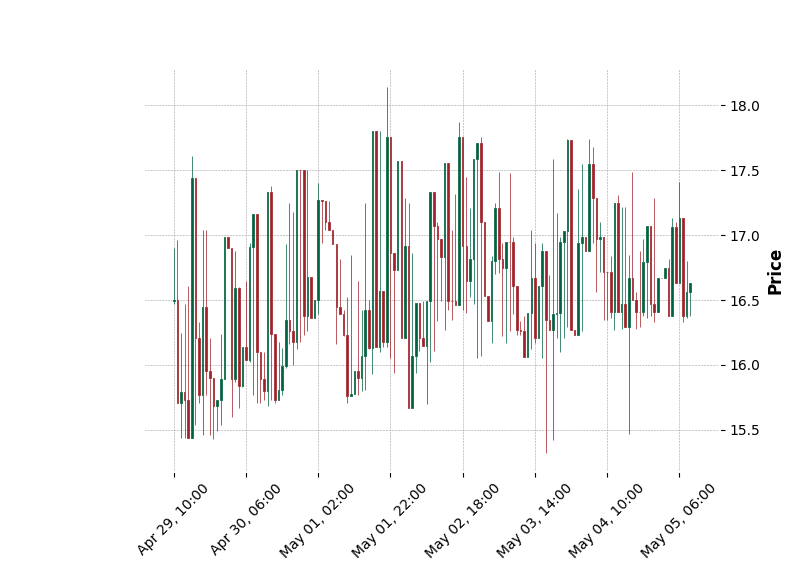 18.0
17.5
17.0
16.5
16.0
15.5
Price
Apr 29, 10:00
Apr 30, 06:00
May 01, 02:00
May 01, 22:00
May 02, 18:00
May 03, 14:00
May 04, 10:00
May 05, 06:00